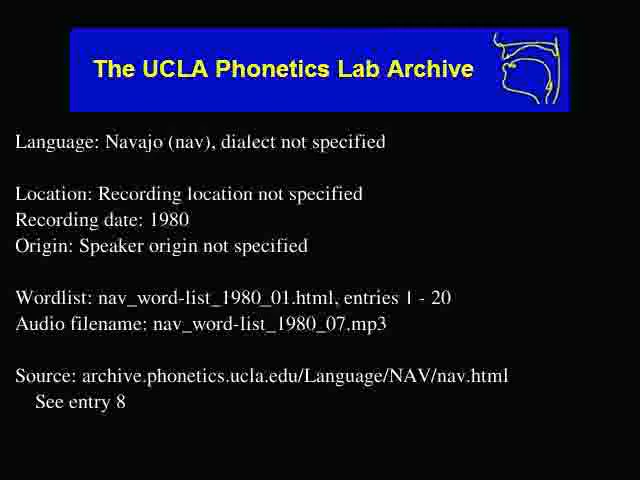 The UCLA Phonetics Lab Archive
Language: Navajo (nav), dialect not specified
Location: Recording location not specified
Recording date: 1980
Origin: Speaker origin not specified
Wordlist: nav_word-list_1980_01.html, entries 1 - 20
Audio filename: nav_word-list_1980_07.mp3
Source: archive.phonetics.ucla.edu/Language/NAV/nav.html
See entry 8